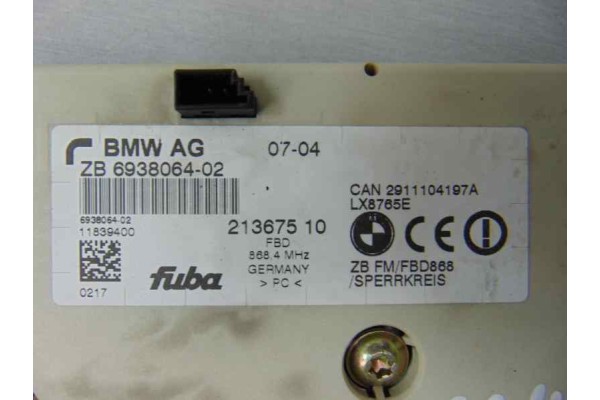 BMW AG 07-04
ZB 6938064-02
CAN 2911104197A
LX8765E
6938064-02
11839400
213675 10
FBD
868.4 MHz
GERMANY
> PC <
fuba
0217
CE
ZB FM/FBD868
/SPERRKREIS